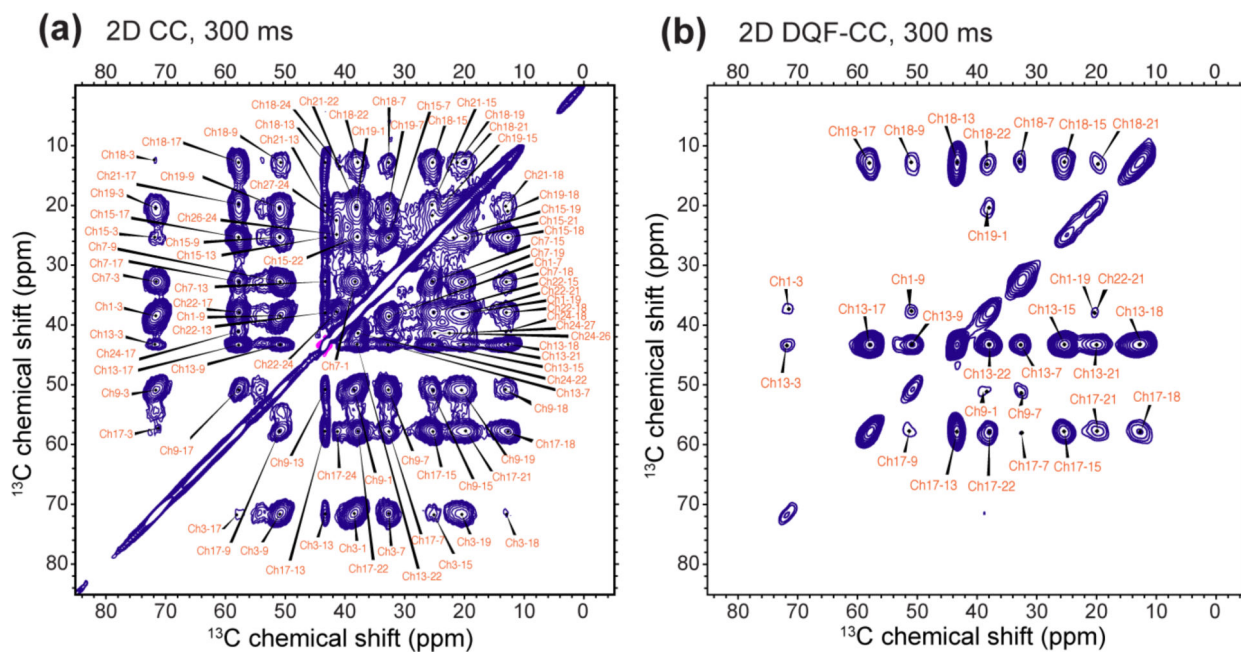 (a) 2D CC, 300 ms
80 70 60 50 40 30 20 10 0
Ch18-24
Ch21-22
Ch18-22
Ch18-7
Ch15-7
Ch21-15
Ch18-9
Ch18-13
Ch19-1
Ch19-7
Ch18-15
Ch18-19
Ch18-17
Ch21-13
Ch18-21
Ch18-3
Ch19-15
Ch21-17
Ch19-9
Ch27-24
Ch21-18
Ch19-3
Ch19-18
Ch15-17
Ch26-24
Ch15-19
Ch15-3
Ch15-9
Ch15-21
Ch7-9
Ch15-13
Ch15-22
Ch15-18
Ch7-15
Ch7-17
Ch7-19
Ch7-3
Ch7-13
Ch1-7
Ch7-18
Ch1-3
Ch22-17
Ch22-15
Ch1-9
Ch1-19
Ch22-18
Ch13-3
Ch22-13
Ch24-18
Ch24-27
Ch24-17
Ch22-24
Ch7-1
Ch24-26
Ch13-17
Ch13-9
Ch13-18
Ch13-21
Ch13-15
Ch24-22
Ch13-7
Ch9-3
Ch9-18
Ch17-3
Ch9-17
Ch9-13
Ch17-24
Ch9-1
Ch9-7
Ch17-15
Ch9-15
Ch9-19
Ch17-21
Ch17-18
Ch3-17
Ch17-9
Ch3-9
Ch17-13
Ch3-13
Ch3-1
Ch17-22
Ch3-7
Ch13-22
Ch17-7
Ch3-15
Ch3-19
Ch3-18
10
20
30
40
50
60
70
80
¹³C chemical shift (ppm)
80 70 60 50 40 30 20 10 0
¹³C chemical shift (ppm)
(b) 2D DQF-CC, 300 ms
80 70 60 50 40 30 20 10 0
Ch18-17
Ch18-9
Ch18-13
Ch18-22
Ch18-7
Ch18-15
Ch18-21
Ch19-1
Ch1-3
Ch1-9
Ch1-19
Ch22-21
Ch13-17
Ch13-9
Ch13-15
Ch13-18
Ch13-3
Ch13-22
Ch13-7
Ch13-21
Ch9-1
Ch9-7
Ch17-21
Ch17-18
Ch17-9
Ch17-7
Ch17-13
Ch17-22
Ch17-15
10
20
30
40
50
60
70
80
¹³C chemical shift (ppm)
80 70 60 50 40 30 20 10 0
¹³C chemical shift (ppm)